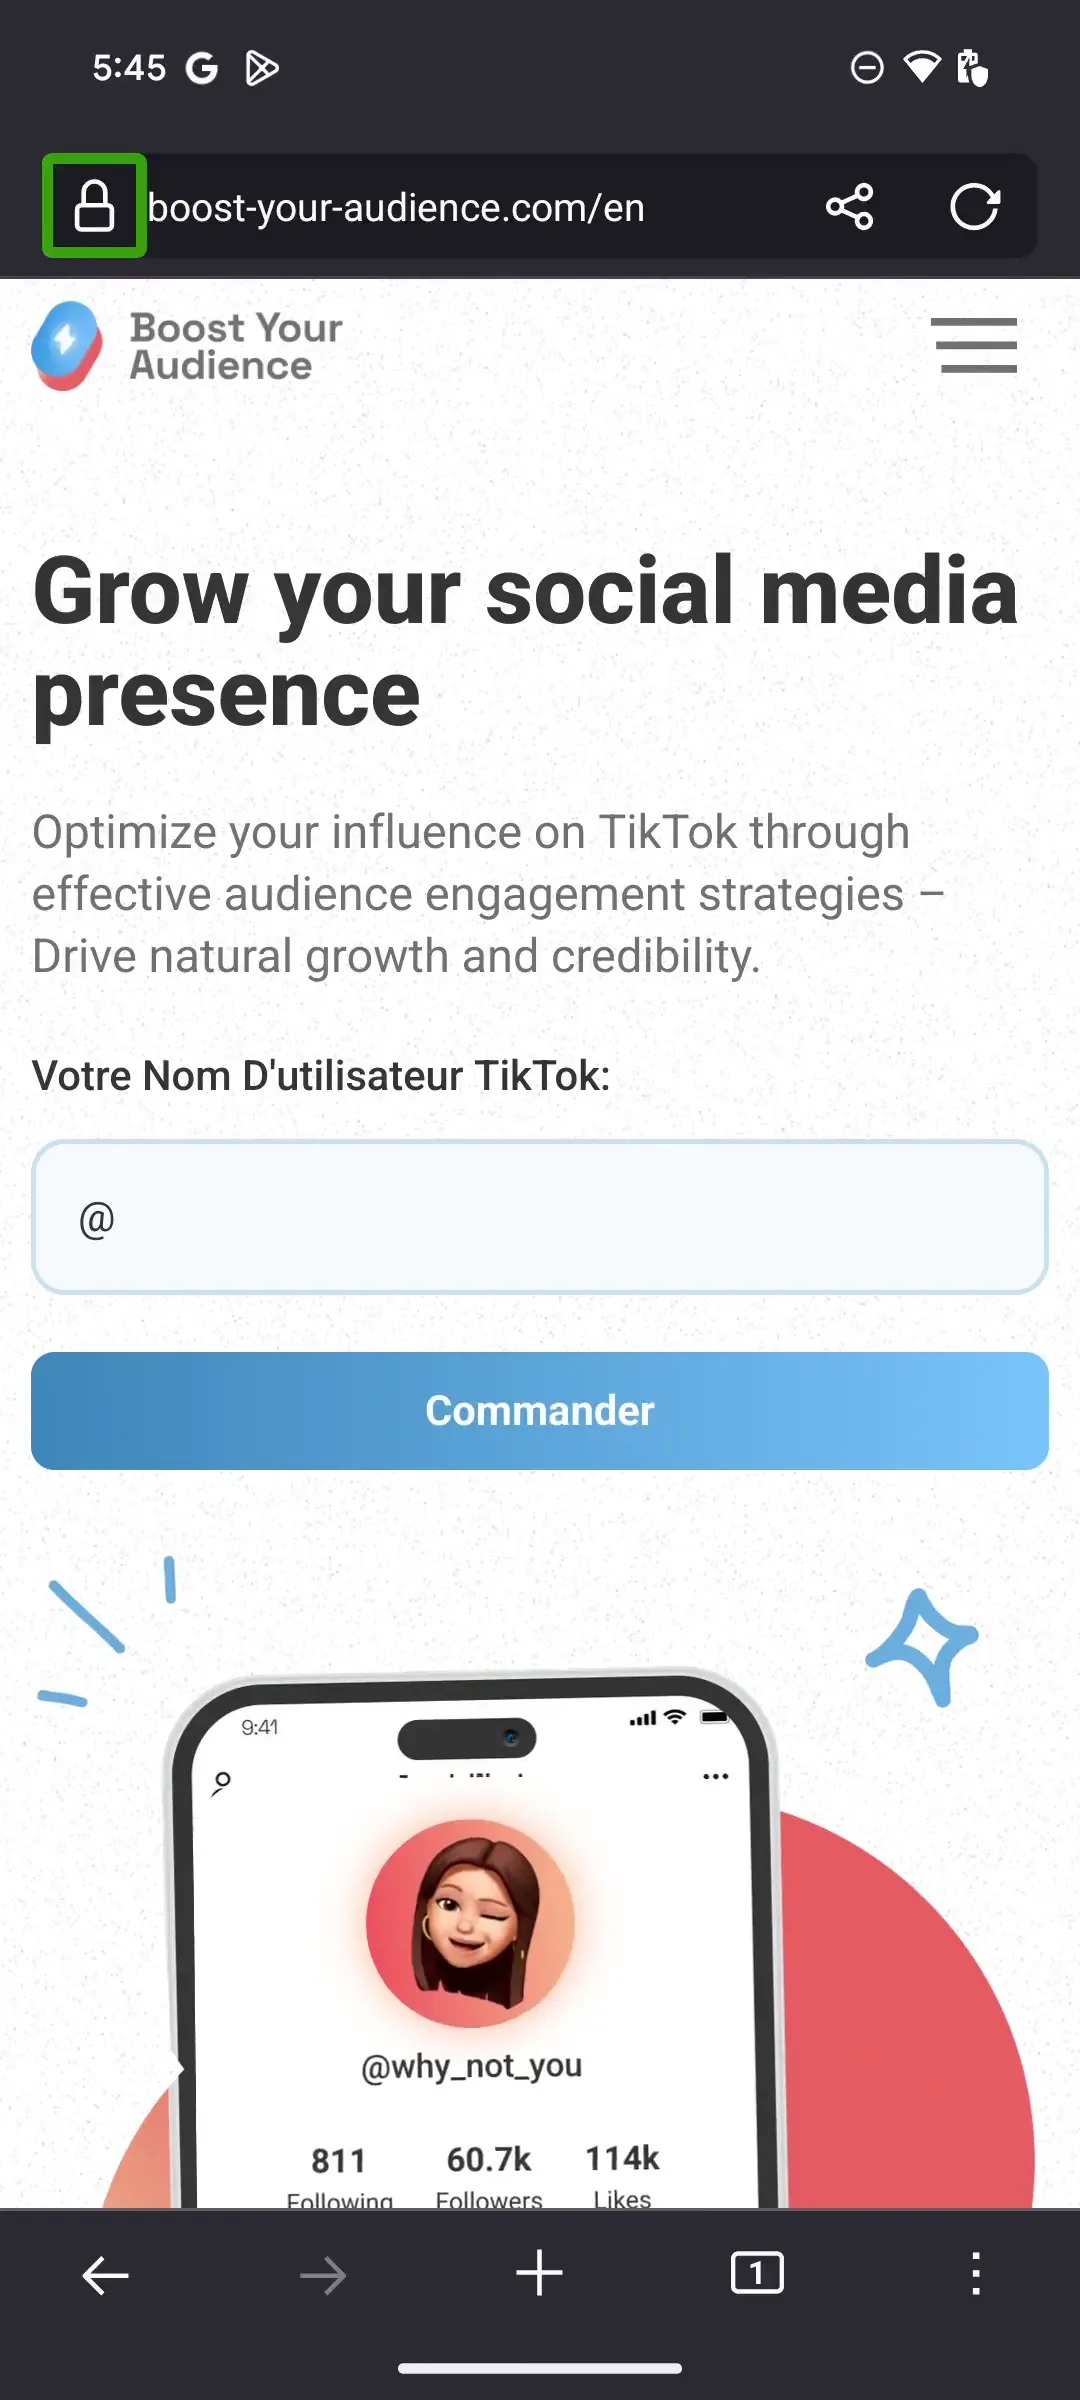 5:45
boost-your-audience.com/en
Boost Your
Audience
Grow your social media
presence
Optimize your influence on TikTok through
effective audience engagement strategies –
Drive natural growth and credibility.
Votre Nom D'utilisateur TikTok:
@
Commander
9:41
@why_not_you
811 60.7k 114k
Following Followers Likes
1